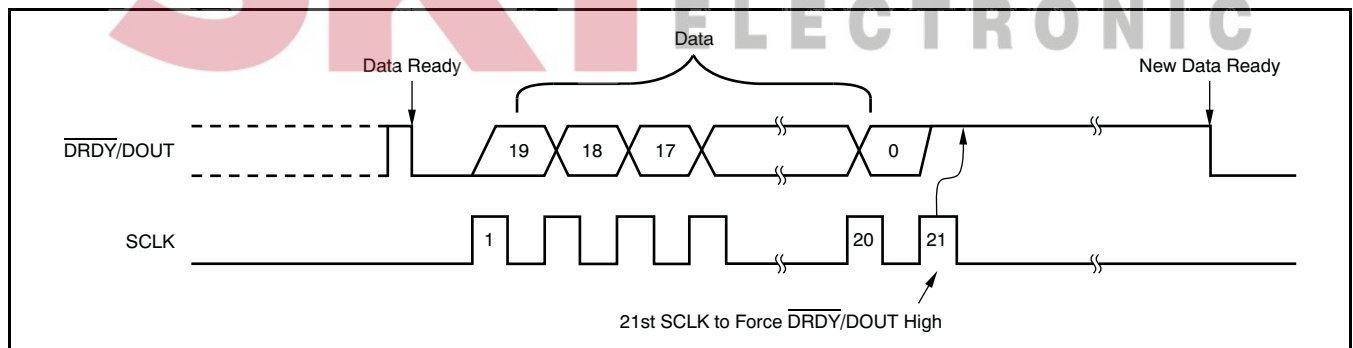 SKI
ELECTRONIC
Data
Data Ready
New Data Ready
DRDY/DOUT
19 18 17 0
SCLK
1 20 21
21st SCLK to Force DRDY/DOUT High